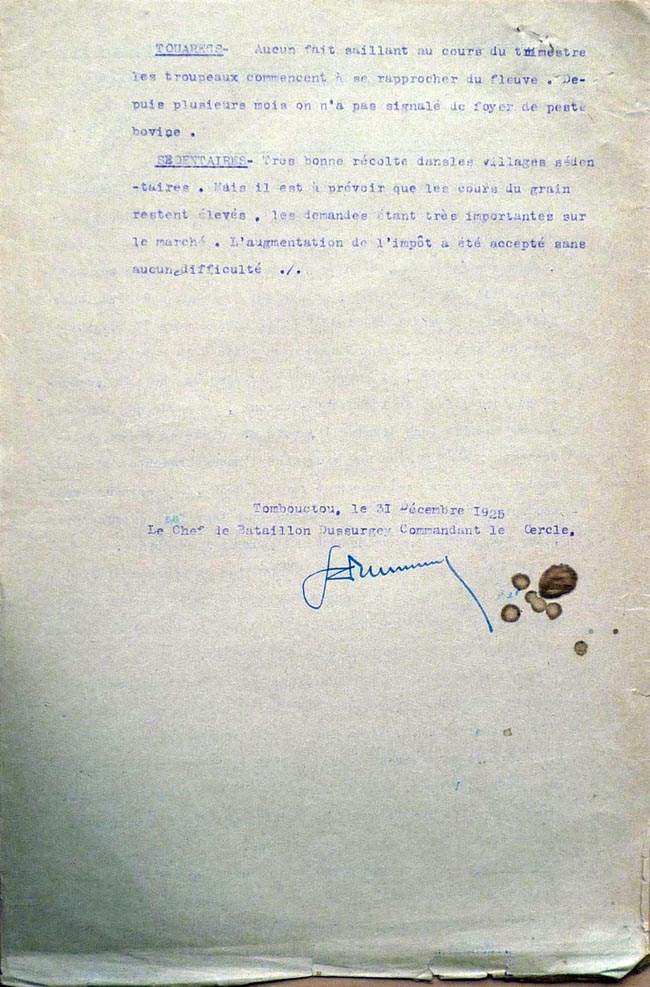 TOUAREGS- Aucun fait saillant au cours du trimestre
les troupeaux commencent à se rapprocher du fleuve . De-
puis plusieurs mois on n'a pas signalé de foyer de peste
bovine .
SEDENTAIRES- Très bonne récolte dansles villages séden
-taires . Mais il est à prévoir que les cours du grain
restent élevés , les demandes étant très importantes sur
le marché . L'augmentation de l'impôt a été accepté sans
aucune difficulté ./.
Tombouctou, le 31 Décembre 1925
Le Chef de Bataillon Dussurgey Commandant le Cercle,